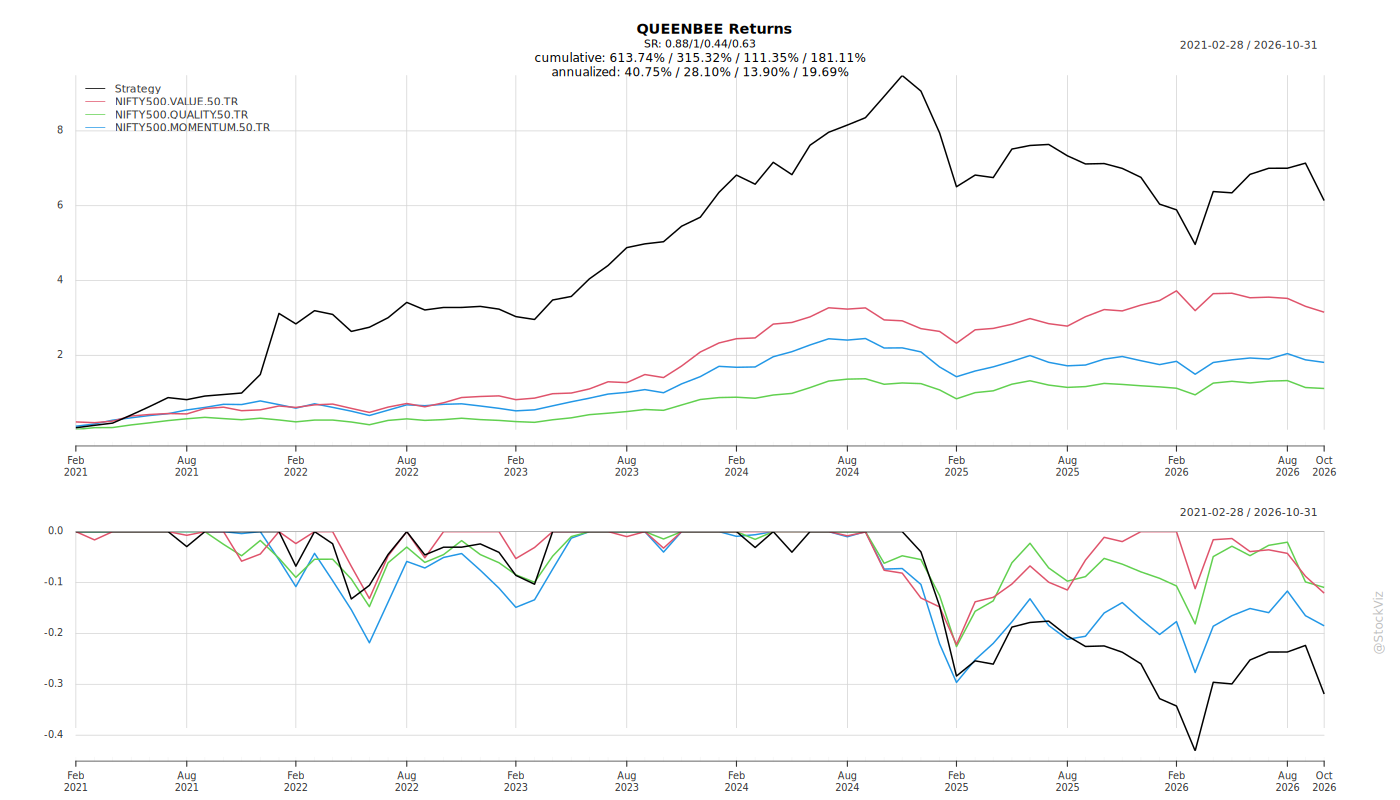 QUEENBEE Returns
SR: 0.88/1/0.44/0.63
2021-02-28 / 2026-10-31
cumulative: 613.74% / 315.32% / 111.35% / 181.11%
annualized: 40.75% / 28.10% / 13.90% / 19.69%
Strategy
NIFTY500.VALUE.50.TR
NIFTY500.QUALITY.50.TR
NIFTY500.MOMENTUM.50.TR
8
6
4
2
Feb Aug Feb Aug Feb Aug Feb Aug Feb Aug Feb Aug Oct
2021 2021 2022 2022 2023 2023 2024 2024 2025 2025 2026 2026 2026
2021-02-28 / 2026-10-31
0.0
-0.1
-0.2
-0.3
-0.4
Feb Aug Feb Aug Feb Aug Feb Aug Feb Aug Feb Aug Oct
2021 2021 2022 2022 2023 2023 2024 2024 2025 2025 2026 2026 2026
@StockViz